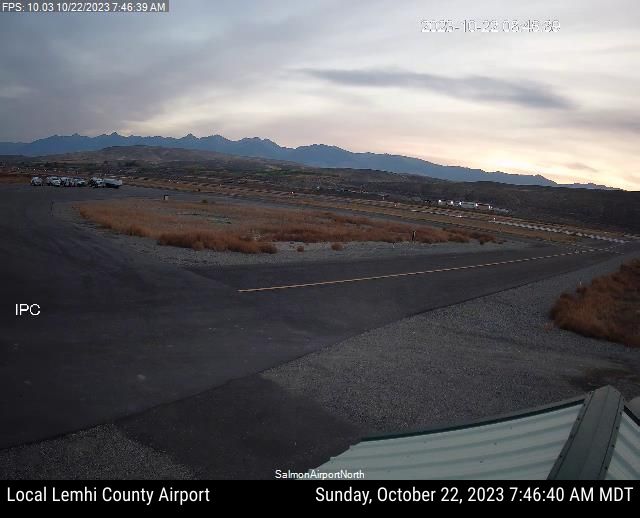 FPS: 10.03 10/22/2023 7:46:39 AM
IPC
SalmonAirportNorth
Local Lemhi County Airport
Sunday, October 22, 2023 7:46:40 AM MDT